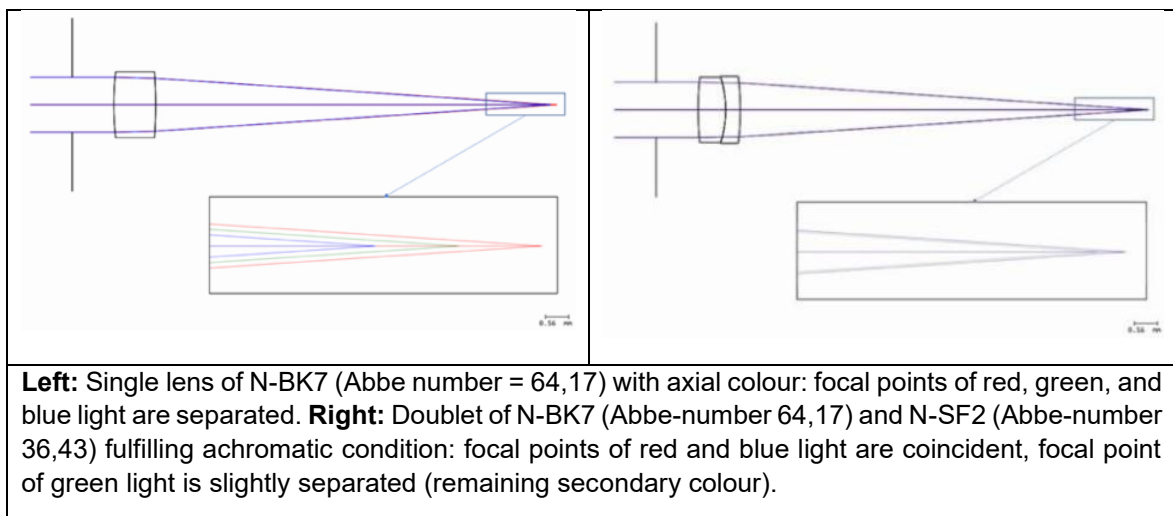 0.56 mm
0.56 mm
Left: Single lens of N-BK7 (Abbe number = 64,17) with axial colour: focal points of red, green, and
blue light are separated. Right: Doublet of N-BK7 (Abbe-number 64,17) and N-SF2 (Abbe-number
36,43) fulfilling achromatic condition: focal points of red and blue light are coincident, focal point
of green light is slightly separated (remaining secondary colour).